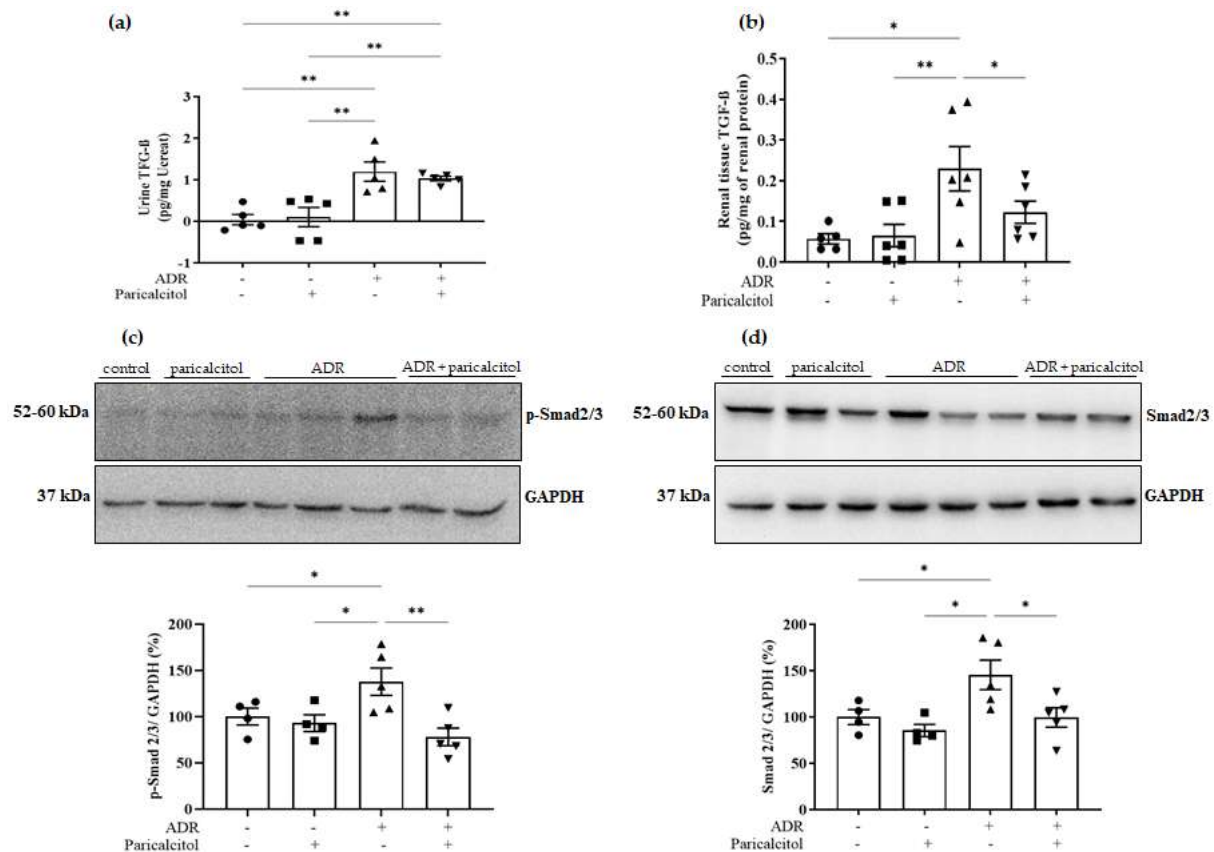 (a)
**
**
**
**
Urine TFG-ß
(pg/mg Ucreat)
3
2
1
0
-1
ADR - - + +
Paricalcitol - + - +
(b)
*
** *
Renal tissue TGF-ß
(pg/mg of renal protein)
0.5
0.4
0.3
0.2
0.1
0.0
ADR - - + +
Paricalcitol - + - +
(c)
control paricalcitol ADR ADR + paricalcitol
52-60 kDa p-Smad2/3
37 kDa GAPDH
*
* **
p-Smad 2/3/ GAPDH (%)
200
150
100
50
0
ADR - - + +
Paricalcitol - + - +
(d)
control paricalcitol ADR ADR + paricalcitol
52-60 kDa Smad2/3
37 kDa GAPDH
*
* *
Smad 2/3/ GAPDH (%)
200
150
100
50
0
ADR - - + +
Paricalcitol - + - +